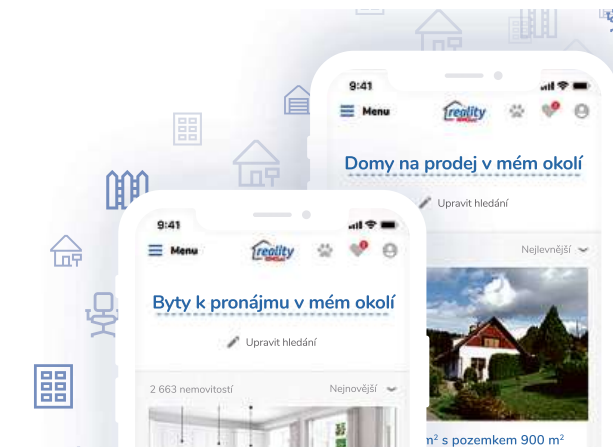 9:41
Menu
reality
Domy na prodej v mém okolí
Upravit hledání
Nejlevnější
m² s pozemkem 900 m²
9:41
Menu
reality
Byty k pronájmu v mém okolí
Upravit hledání
2 663 nemovitostí
Nejnovější